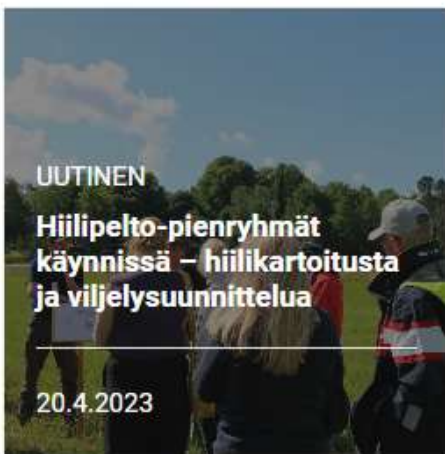 UUTINEN
Hiilipelto-pienryhmät
käynnissä – hiilikartoitusta
ja viljelysuunnittelua
20.4.2023